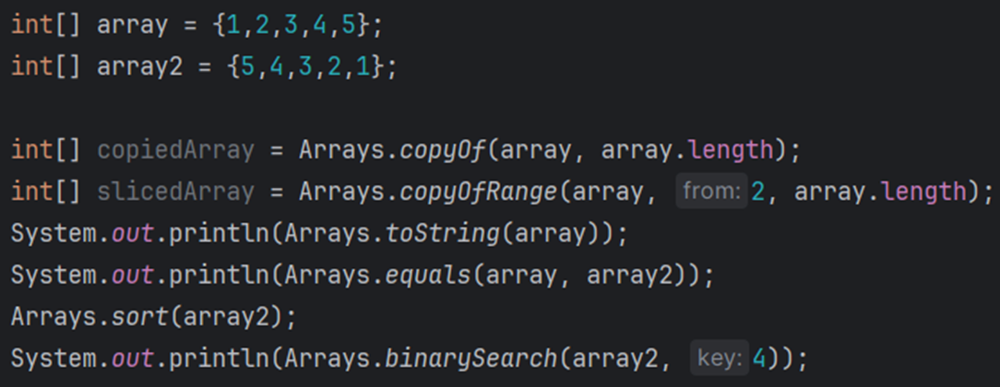 int[] array = {1,2,3,4,5};
int[] array2 = {5,4,3,2,1};
int[] copiedArray = Arrays.copyOf(array, array.length);
int[] slicedArray = Arrays.copyOfRange(array, from: 2, array.length);
System.out.println(Arrays.toString(array));
System.out.println(Arrays.equals(array, array2));
Arrays.sort(array2);
System.out.println(Arrays.binarySearch(array2, key: 4));